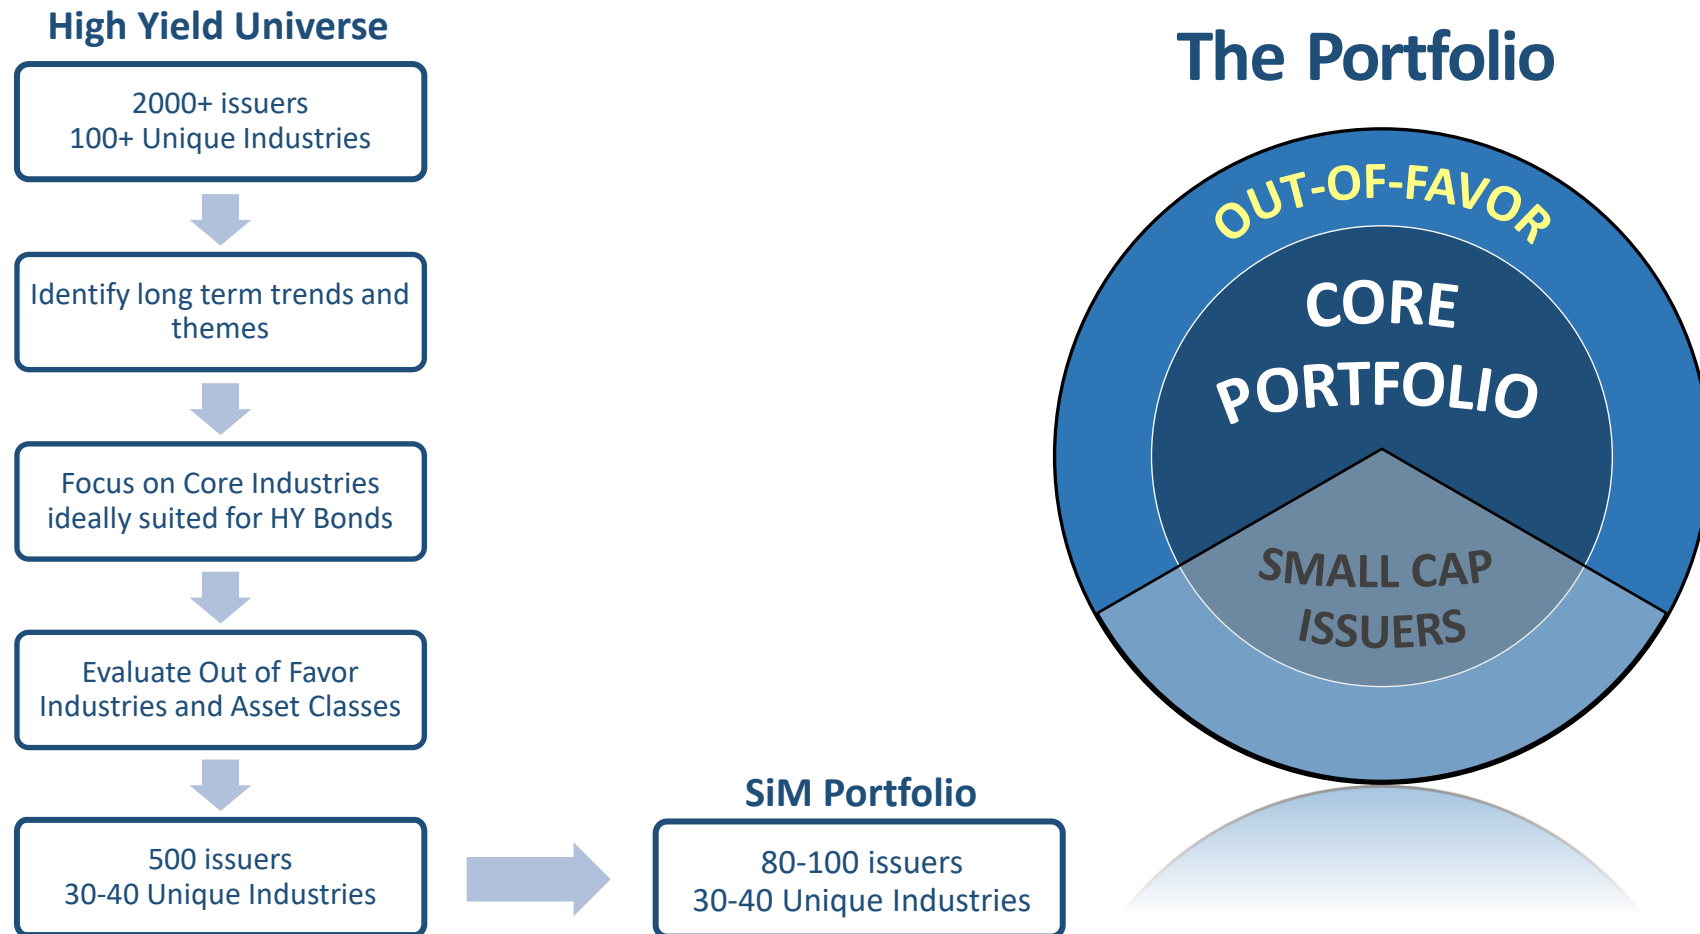 High Yield Universe
2000+ issuers
100+ Unique Industries
Identify long term trends and
themes
Focus on Core Industries
ideally suited for HY Bonds
Evaluate Out of Favor
Industries and Asset Classes
500 issuers
30-40 Unique Industries
SiM Portfolio
80-100 issuers
30-40 Unique Industries
The Portfolio
OUT-OF-FAVOR
CORE
PORTFOLIO
SMALL CAP
ISSUERS